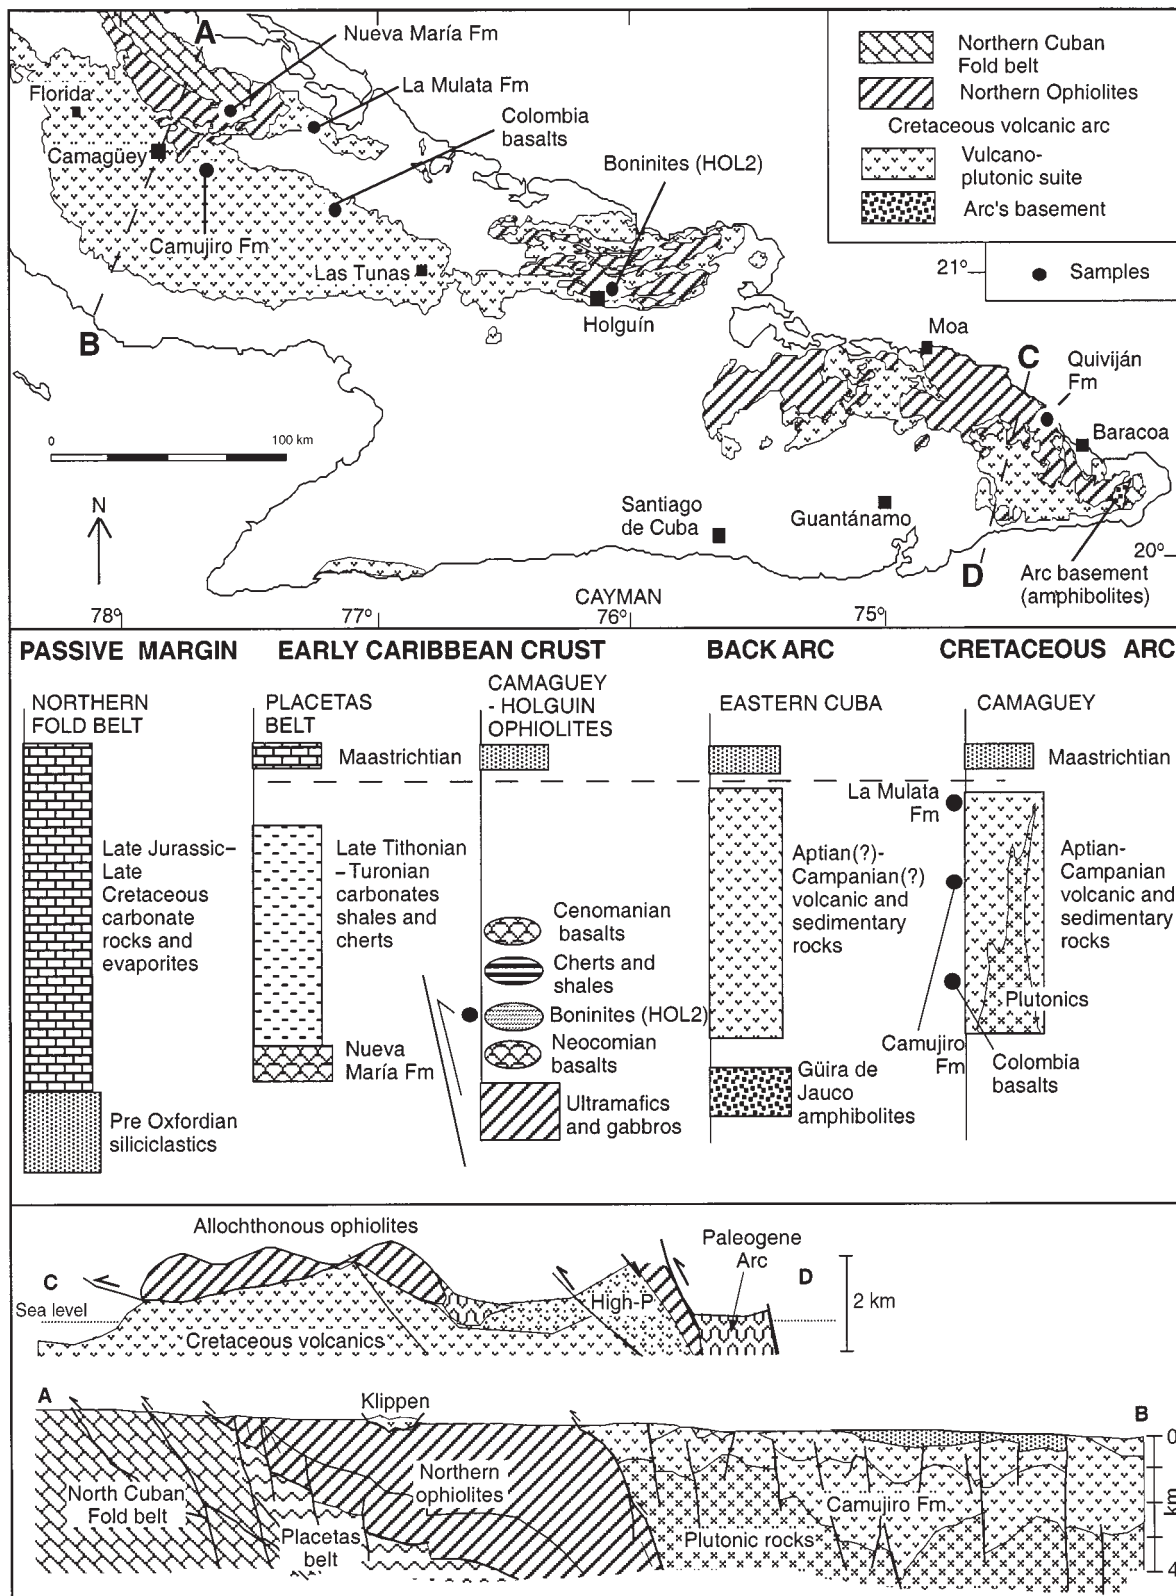 A
Nueva María Fm
La Mulata Fm
Colombia
basalts
Florida
Camagüey
Boninites (HOL2)
Camujiro Fm
Las Tunas
B
Holguín
Northern Cuban
Fold belt
Northern Ophiolites
Cretaceous volcanic arc
Vulcano-
plutonic suite
Arc's basement
21º
Samples
Moa
C
Quiviján
Fm
Baracoa
0
100 km
N
Santiago
de Cuba
Guantánamo
D
20º
Arc basement
(amphibolites)
CAYMAN
78º
77º
76º
75º
PASSIVE MARGIN
EARLY CARIBBEAN CRUST
BACK ARC
CRETACEOUS ARC
NORTHERN
FOLD BELT
PLACETAS
BELT
CAMAGUEY
- HOLGUIN
OPHIOLITES
EASTERN CUBA
CAMAGUEY
Maastrichtian
Maastrichtian
La Mulata
Fm
Late Jurassic–
Late
Cretaceous
carbonate
rocks and
evaporites
Late Tithonian
–Turonian
carbonates
shales and
cherts
Cenomanian
basalts
Cherts and
shales
Boninites (HOL2)
Neocomian
basalts
Nueva
María Fm
Ultramafics
and gabbros
Pre Oxfordian
siliciclastics
Aptian(?)-
Campanian(?)
volcanic and
sedimentary
rocks
Güira de
Jauco
amphibolites
Aptian-
Campanian
volcanic and
sedimentary
rocks
Plutonics
Camujiro
Fm
Colombia
basalts
Allochthonous ophiolites
Paleogene
Arc
C
D
Sea level
High-P
2 km
Cretaceous volcanics
A
Klippen
B
0
North Cuban
Fold belt
Placetas
belt
Northern
ophiolites
Camujiro Fm
Plutonic rocks
km
4